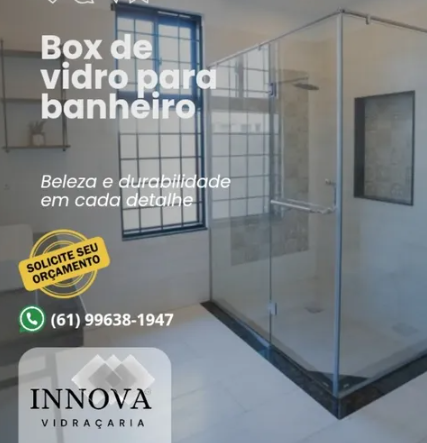 Box de
vidro para
banheiro
Beleza e durabilidade
em cada detalhe
SOLICITE SEU
ORÇAMENTO
(61) 99638-1947
INNOVA
VIDRAÇARIA